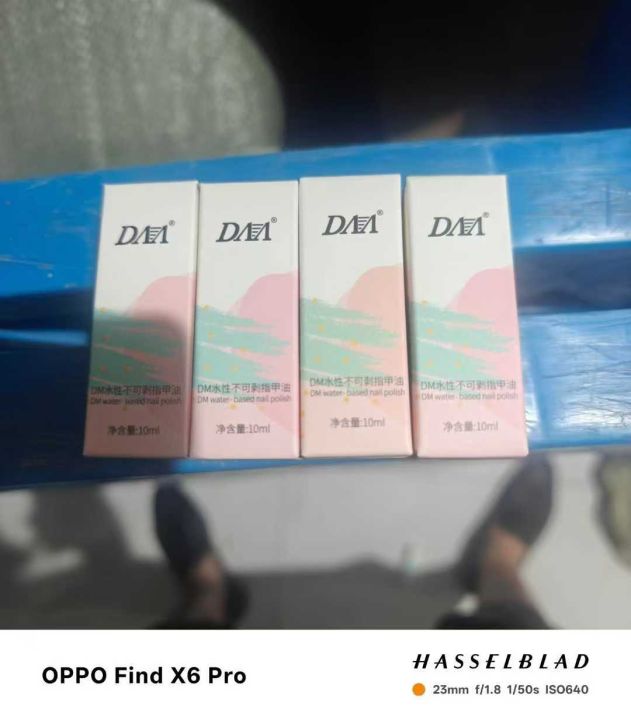 DM®
DM®
DM®
DM®
DM水性不可剥指甲油
DM water-based nail polish
净含量:10ml
DM水性不可剥指甲油
DM water-based nail polish
净含量:10ml
DM水性不可剥指甲油
DM water-based nail polish
净含量:10ml
DM水性不可剥指甲油
DM water-based nail polish
净含量:10ml
OPPO Find X6 Pro
HASSELBLAD
23mm f/1.8 1/50s ISO640